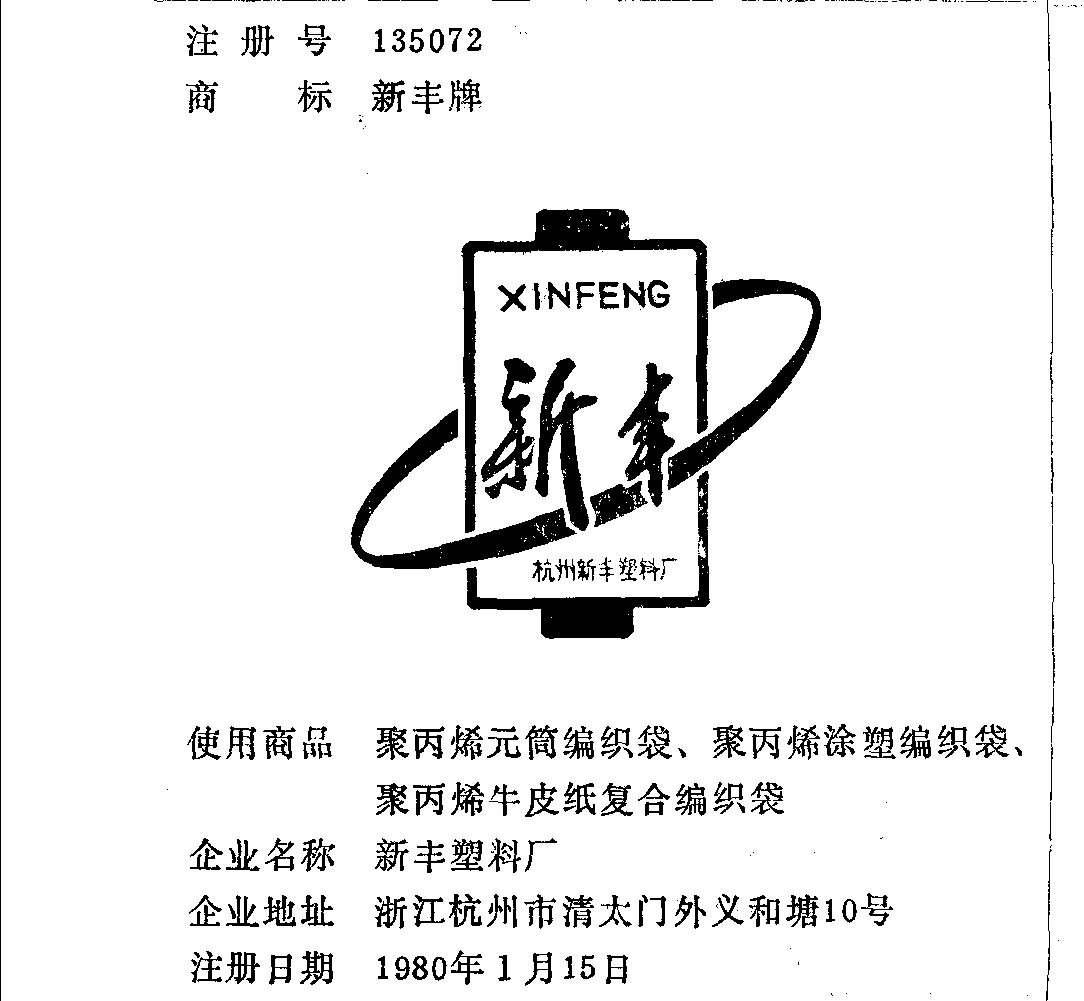 注册号 135072
商标 新丰牌
XINFENG
新丰
杭州新丰塑料厂
使用商品 聚丙烯元筒编织袋、聚丙烯涂塑编织袋、
聚丙烯牛皮纸复合编织袋
企业名称 新丰塑料厂
企业地址 浙江杭州市清太门外义和塘10号
注册日期 1980年1月15日